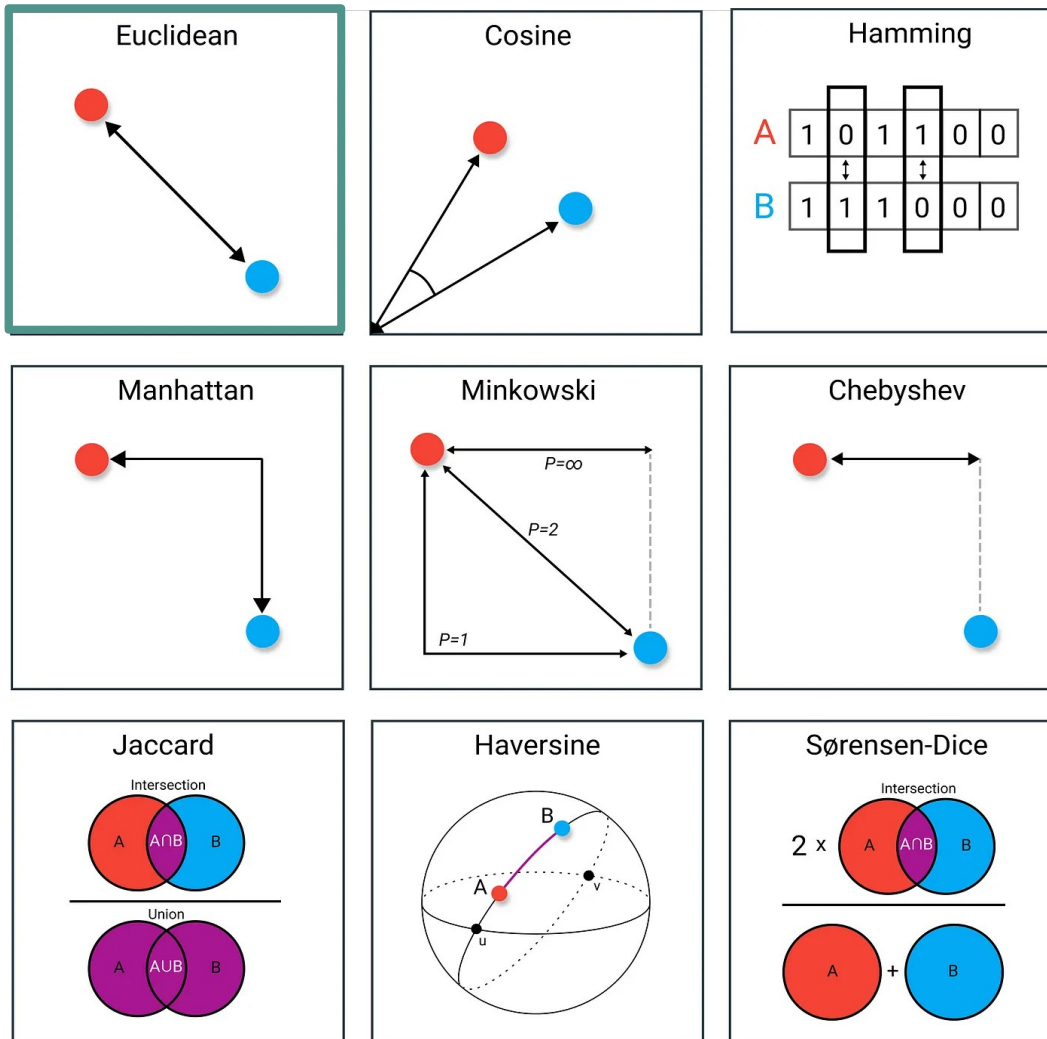 Euclidean
Cosine
Hamming
A 1 0 1 1 0 0
B 1 1 1 0 0 0
Manhattan
Minkowski
P=∞
P=2
P=1
Chebyshev
Jaccard
Intersection
A A∩B B
Union
A A∪B B
Haversine
B
A
v
u
Sørensen-Dice
Intersection
2 x A A∩B B
A + B